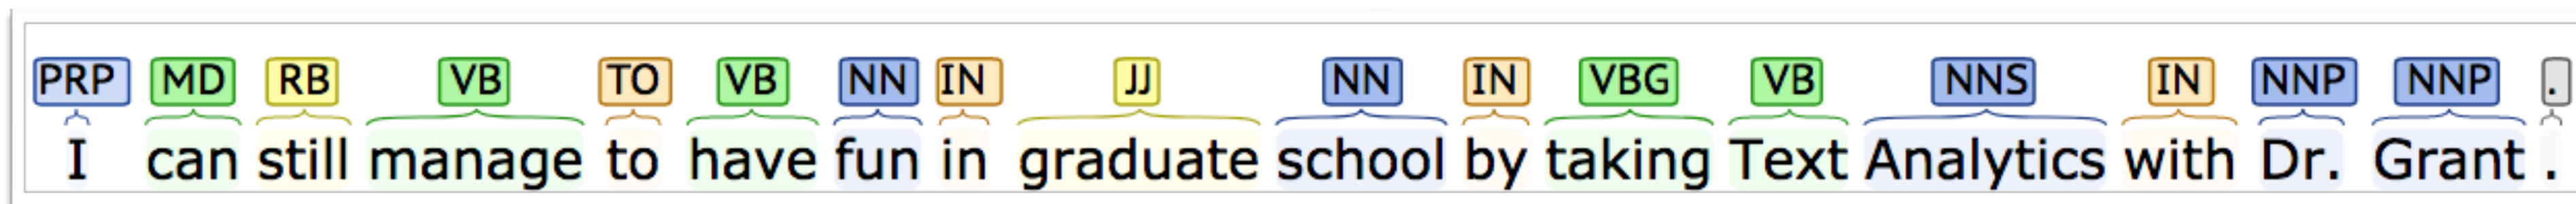 PRP MD RB VB TO VB NN IN JJ NN IN VBG VB NNS IN NNP NNP .
I can still manage to have fun in graduate school by taking Text Analytics with Dr. Grant .